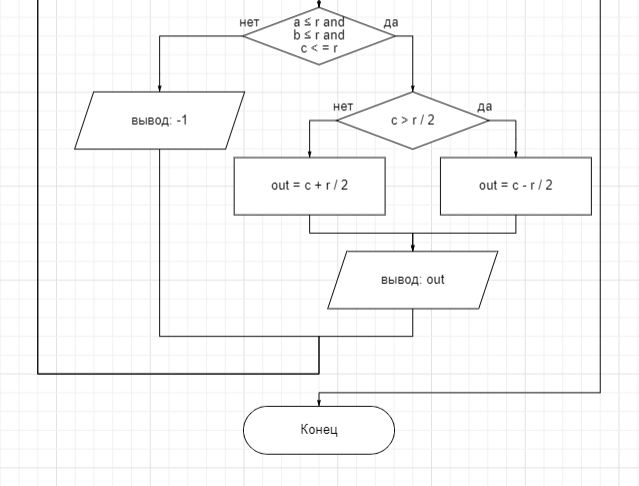 нет
a ≤ r and
b ≤ r and
c < = r
да
вывод: -1
нет
c > r / 2
да
out = c + r / 2
out = c - r / 2
вывод: out
Конец